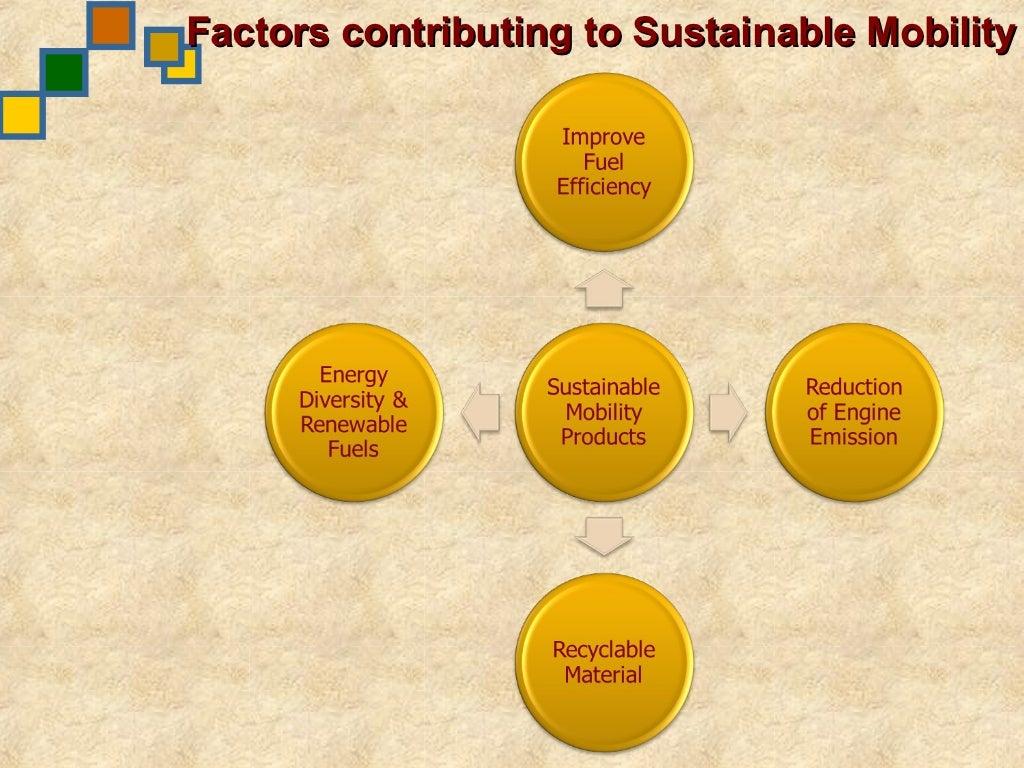 Factors contributing to Sustainable Mobility
Improve
Fuel
Efficiency
Energy
Diversity &
Renewable
Fuels
Sustainable
Mobility
Products
Reduction
of Engine
Emission
Recyclable
Material